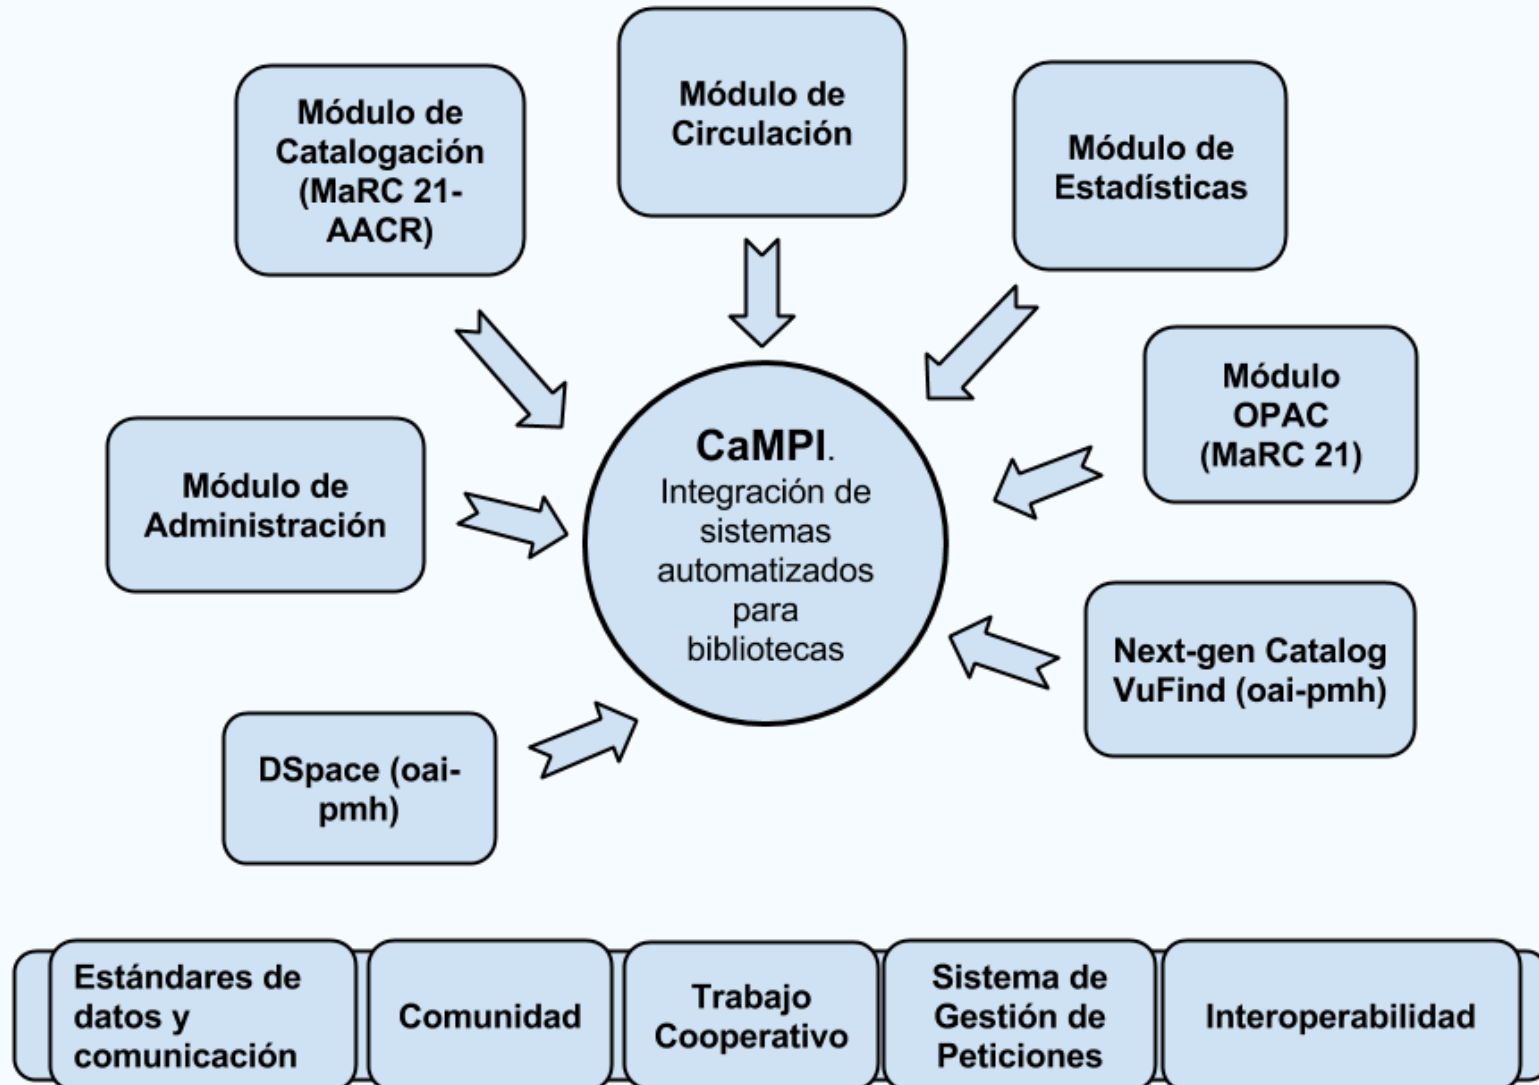 Módulo de
Catalogación
(MaRC 21-
AACR)
Módulo de
Circulación
Módulo de
Estadísticas
Módulo
OPAC
(MaRC 21)
Módulo de
Administración
CaMPI.
Integración de
sistemas
automatizados
para
bibliotecas
Next-gen Catalog
VuFind (oai-pmh)
DSpace (oai-
pmh)
Estándares de
datos y
comunicación
Comunidad
Trabajo
Cooperativo
Sistema de
Gestión de
Peticiones
Interoperabilidad